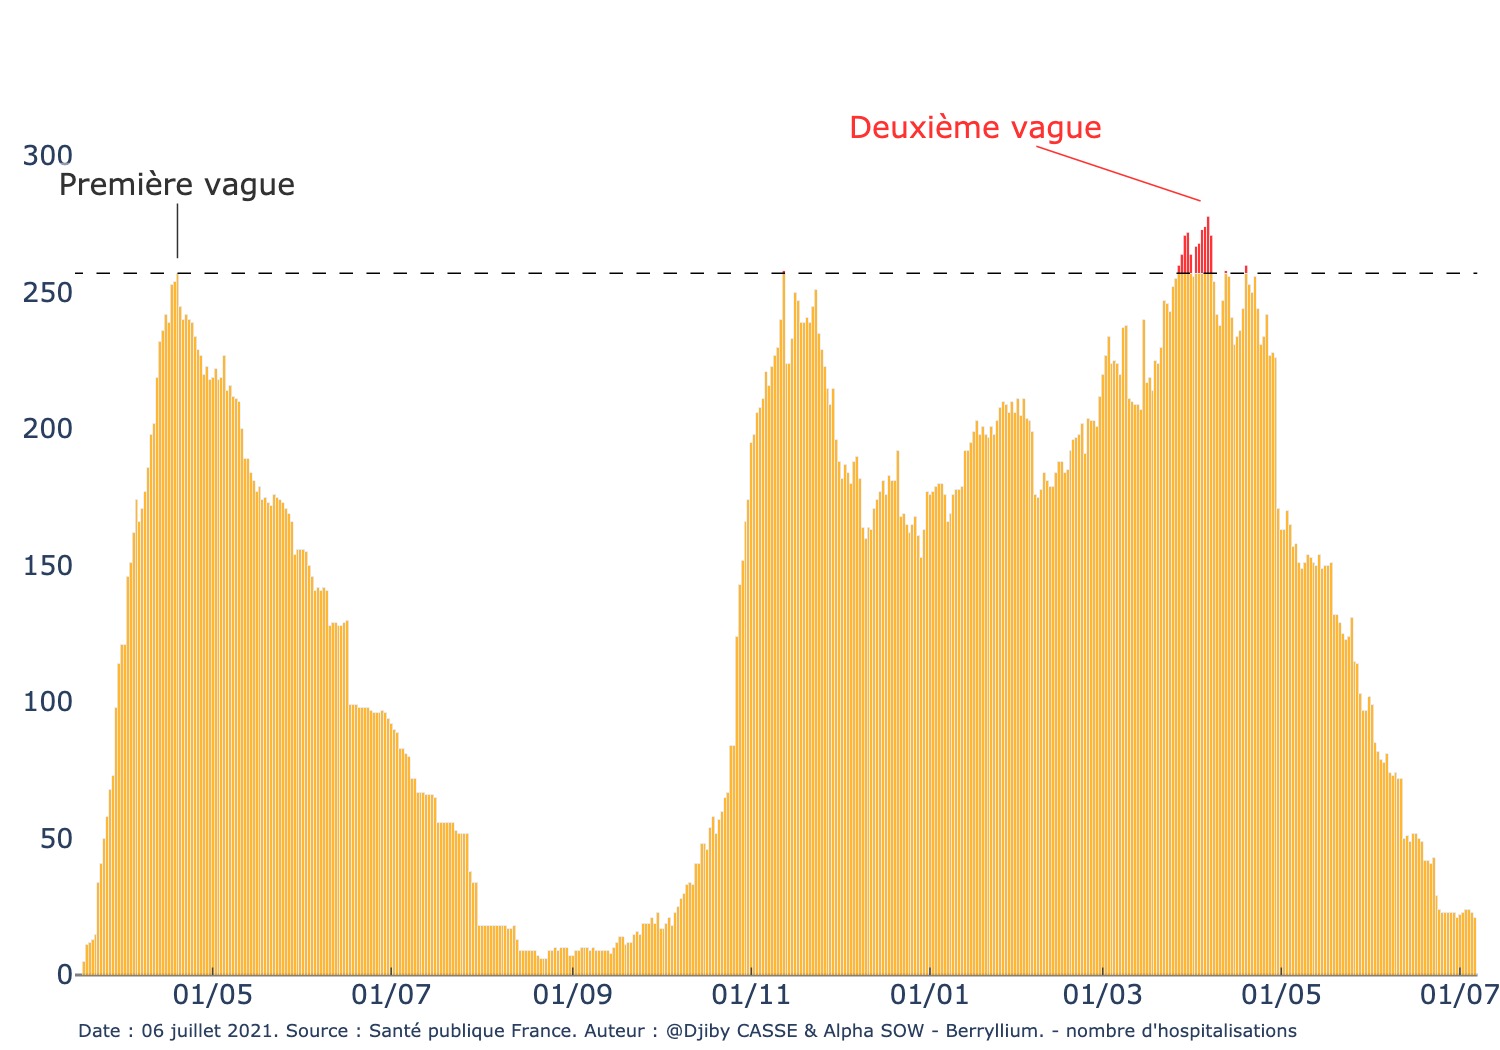 Deuxième vague
300
Première vague
250
200
150
100
50
0
01/05 01/07 01/09 01/11 01/01 01/03 01/05 01/07
Date : 06 juillet 2021. Source : Santé publique France. Auteur : @Djiby CASSE & Alpha SOW - Berryllium. - nombre d'hospitalisations